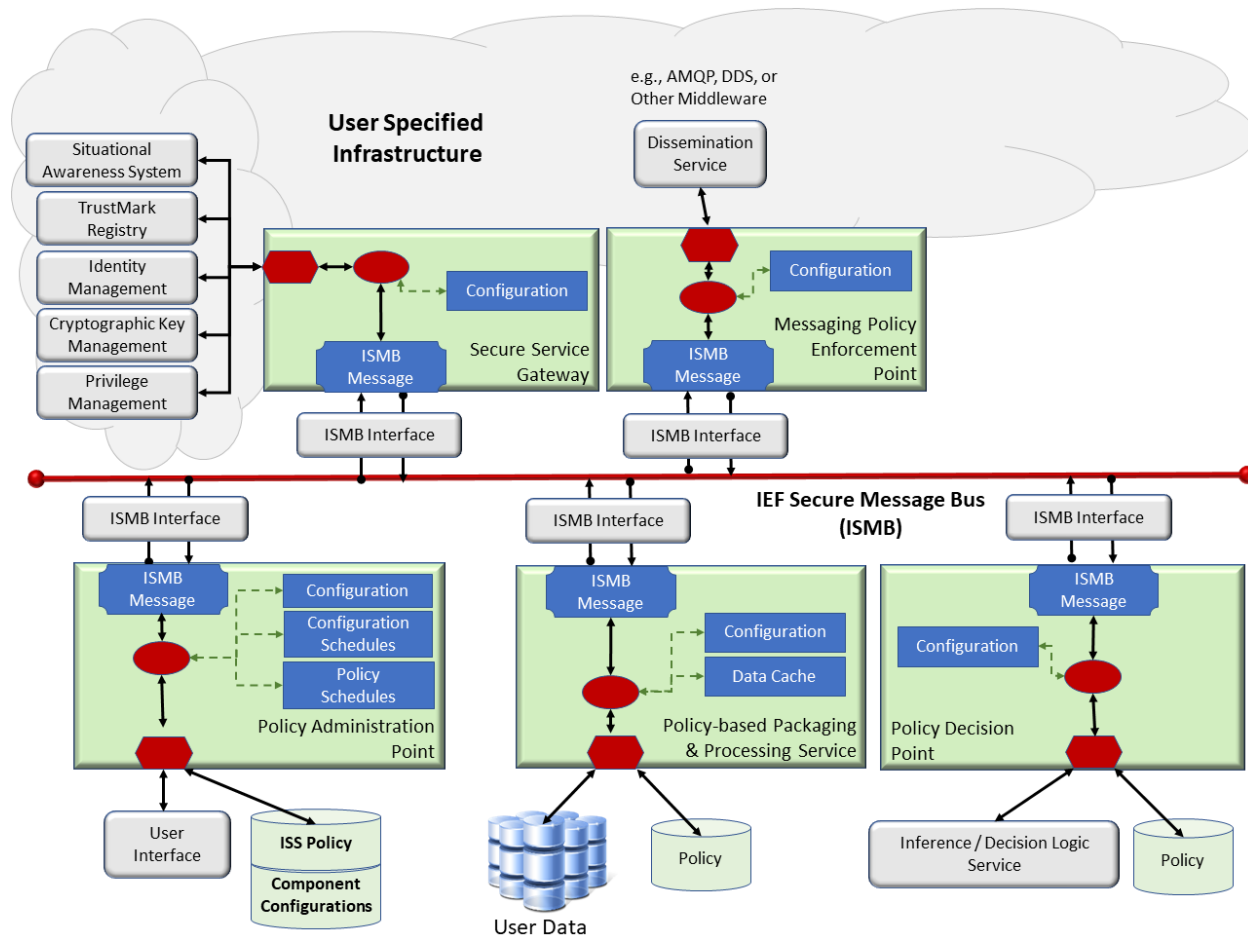 e.g., AMQP, DDS, or
Other Middleware
User Specified
Infrastructure
Dissemination
Service
Situational
Awareness System
TrustMark
Registry
Identity
Management
Cryptographic Key
Management
Privilege
Management
Configuration
ISMB
Message
Secure Service
Gateway
Configuration
Messaging Policy
Enforcement
Point
ISMB
Message
ISMB Interface
ISMB Interface
IEF Secure Message Bus
(ISMB)
ISMB Interface
ISMB Interface
ISMB Interface
ISMB
Message
Configuration
Configuration
Schedules
Policy
Schedules
Policy Administration
Point
ISMB
Message
Configuration
Data Cache
Policy-based Packaging
& Processing Service
ISMB
Message
Configuration
Policy Decision
Point
User
Interface
ISS Policy
Component
Configurations
User Data
Policy
Inference / Decision Logic
Service
Policy